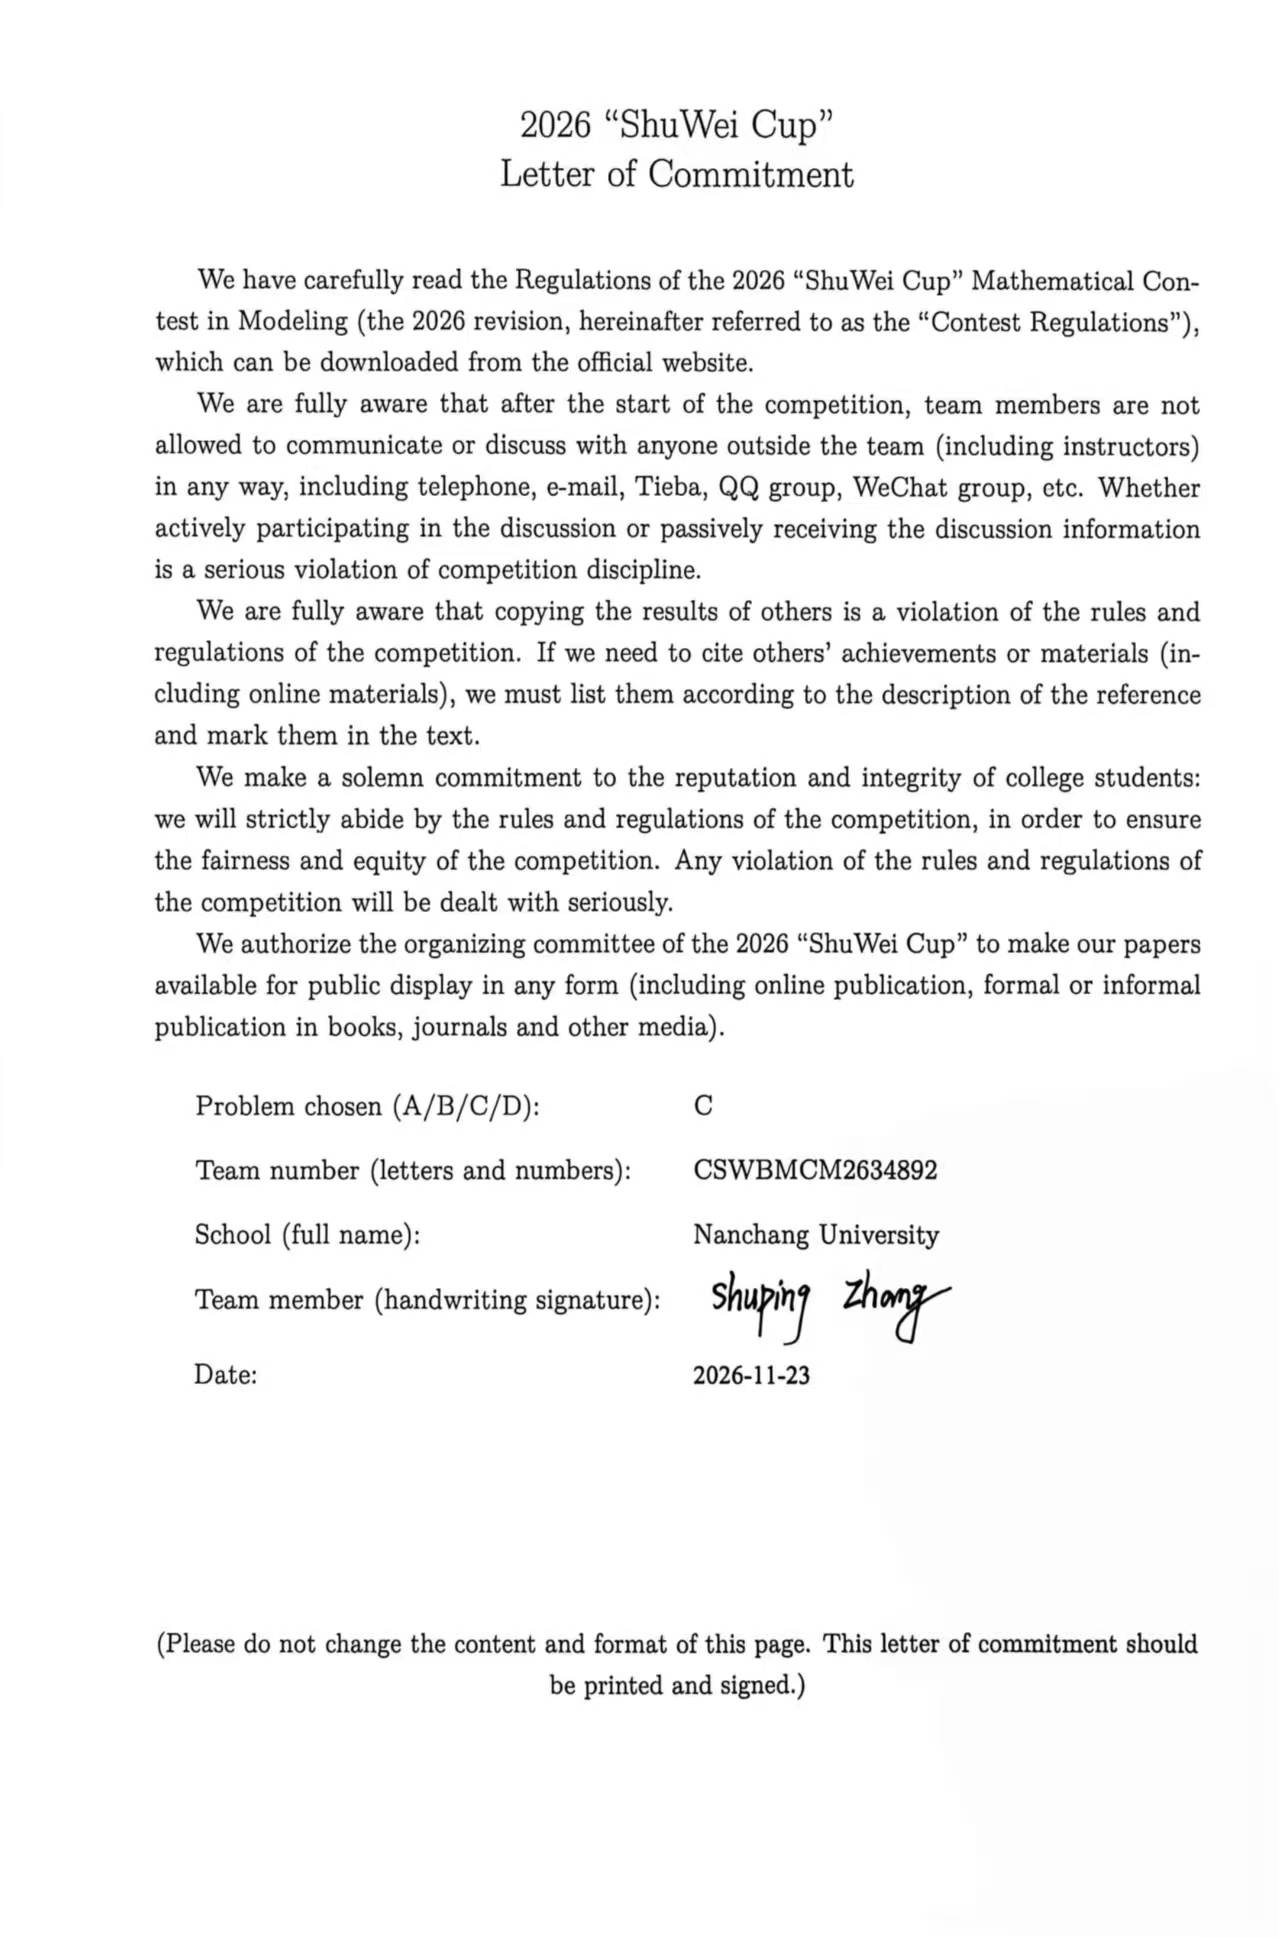 2026 “ShuWei Cup”
Letter of Commitment
We have carefully read the Regulations of the 2026 “ShuWei Cup” Mathematical Con-
test in Modeling (the 2026 revision, hereinafter referred to as the “Contest Regulations”),
which can be downloaded from the official website.
We are fully aware that after the start of the competition, team members are not
allowed to communicate or discuss with anyone outside the team (including instructors)
in any way, including telephone, e-mail, Tieba, QQ group, WeChat group, etc. Whether
actively participating in the discussion or passively receiving the discussion information
is a serious violation of competition discipline.
We are fully aware that copying the results of others is a violation of the rules and
regulations of the competition. If we need to cite others’ achievements or materials (in-
cluding online materials), we must list them according to the description of the reference
and mark them in the text.
We make a solemn commitment to the reputation and integrity of college students:
we will strictly abide by the rules and regulations of the competition, in order to ensure
the fairness and equity of the competition. Any violation of the rules and regulations of
the competition will be dealt with seriously.
We authorize the organizing committee of the 2026 “ShuWei Cup” to make our papers
available for public display in any form (including online publication, formal or informal
publication in books, journals and other media).
Problem chosen (A/B/C/D): C
Team number (letters and numbers): CSWBMCM2634892
School (full name): Nanchang University
Team member (handwriting signature): Shuping Zhang
Date: 2026-11-23
(Please do not change the content and format of this page. This letter of commitment should
be printed and signed.)